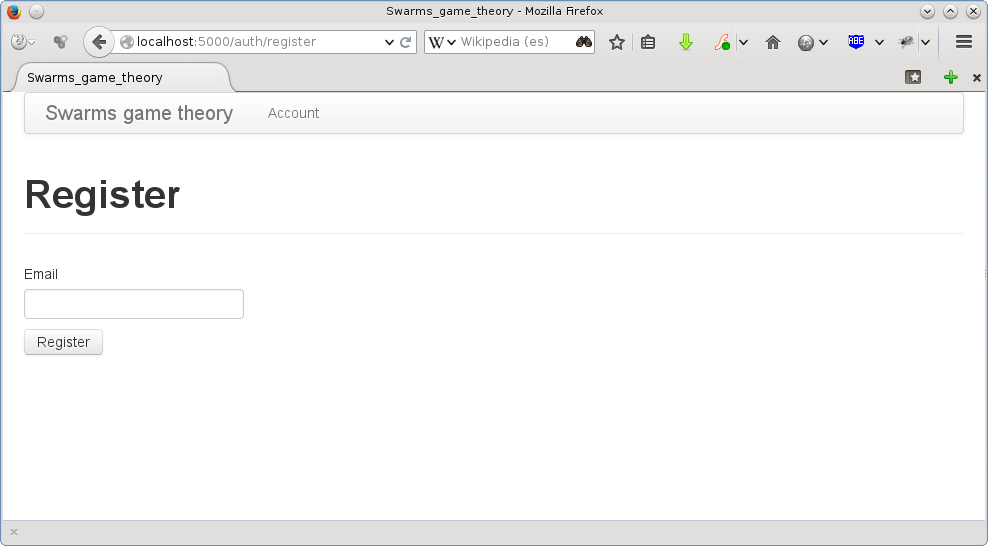 Swarms_game_theory - Mozilla Firefox
localhost:5000/auth/register
W Wikipedia (es)
ABE
Swarms_game_theory
Swarms game theory Account
Register
Email
Register